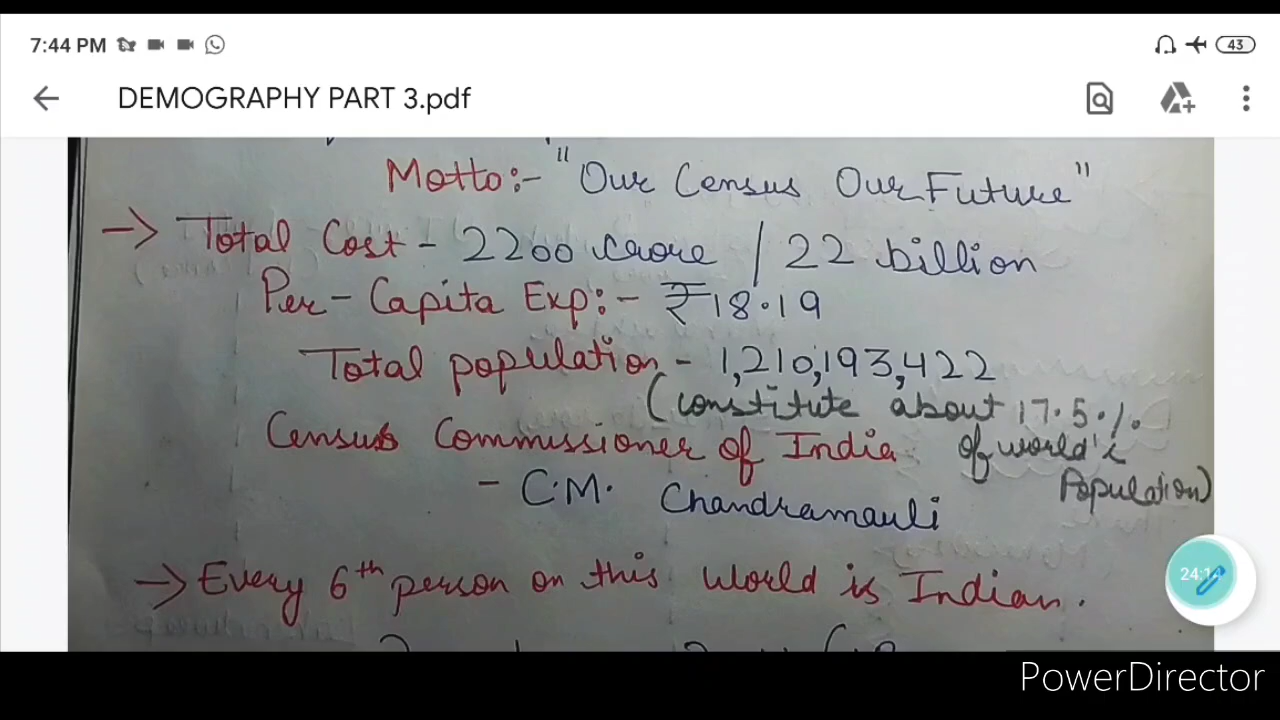 7:44 PM
43
DEMOGRAPHY PART 3.pdf
Motto:- "Our Census Our Future"
→ Total Cost - 2200 crore / 22 billion
Per-Capita Exp:- ₹18.19
Total population - 1,210,193,422
(constitute about 17.5%
Census Commissioner of India of world's
Population)
- C.M. Chandramauli
→ Every 6th person on this world is Indian.
24:14
PowerDirector